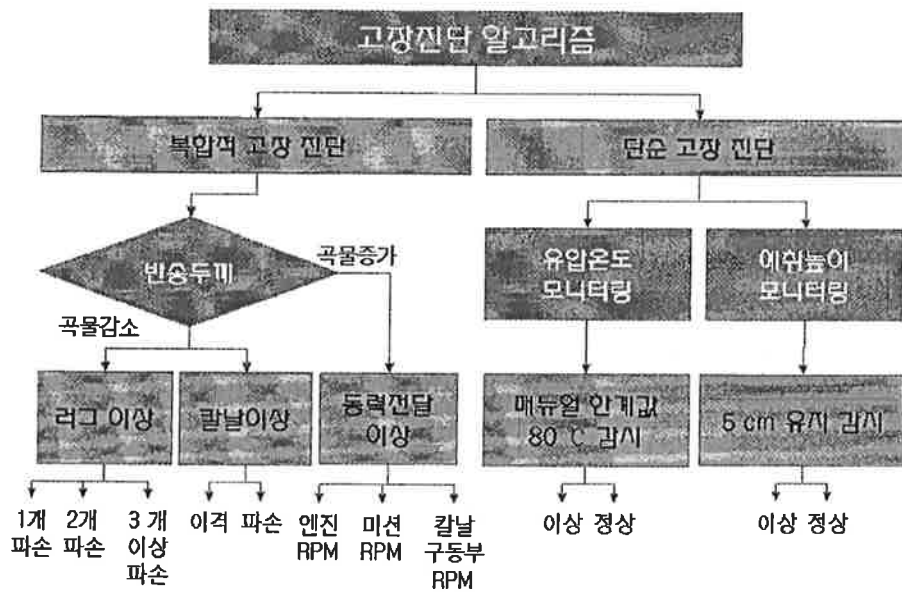 고장진단 알고리즘
복합적 고장 진단
단순 고장 진단
반송두께
곡물증가
곡물감소
유압온도
모니터링
예취높이
모니터링
러그 이상
칼날이상
동력전달
이상
매뉴얼 한계값
80 ℃ 감시
5 cm 유지 감시
1개
파손
2개
파손
3 개
이상
파손
이격 파손
엔진
RPM
미션
RPM
칼날
구동부
RPM
이상 정상
이상 정상